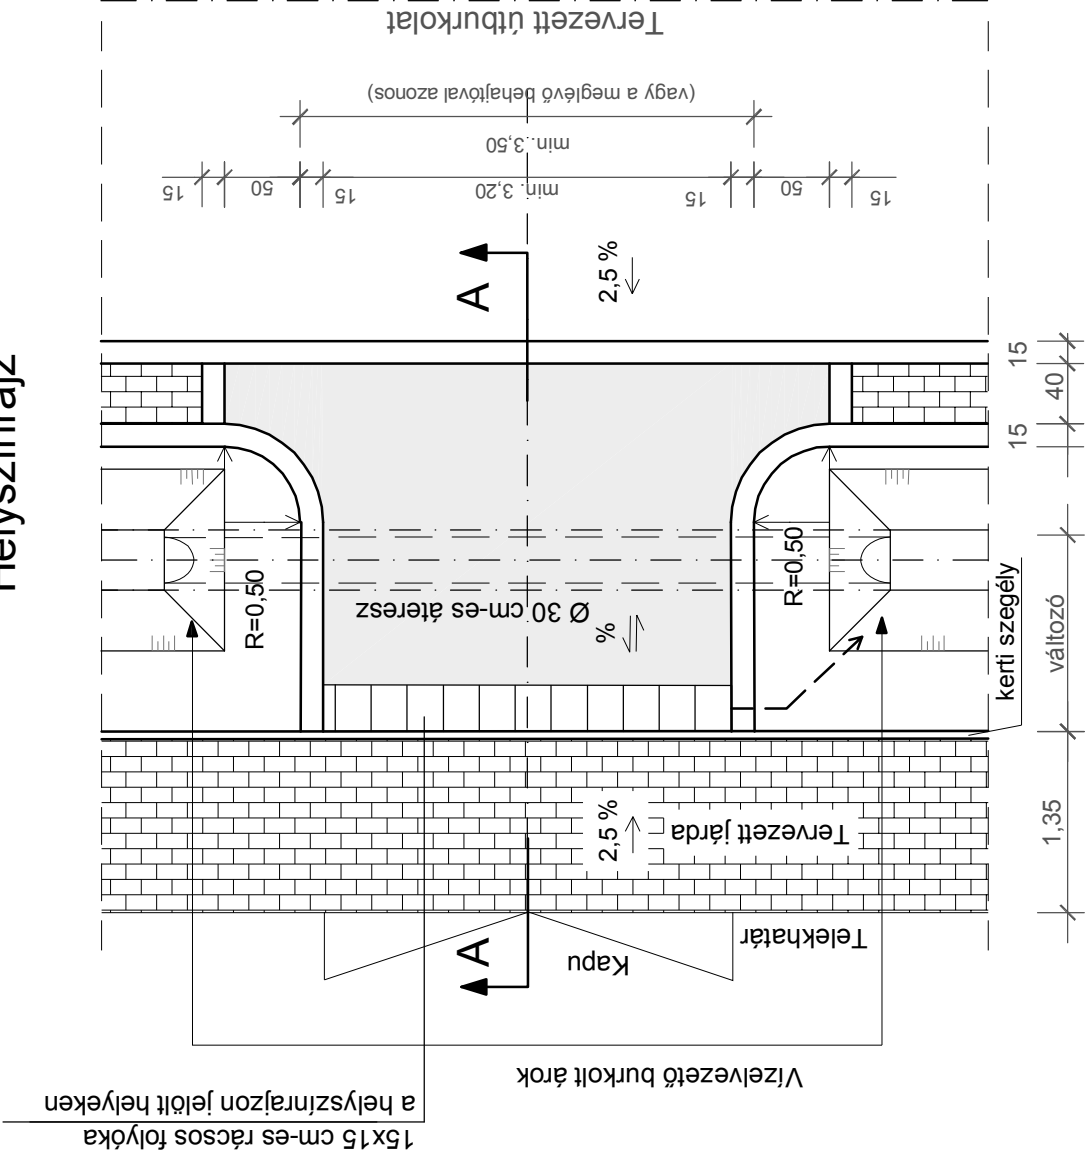 Helyszínrajz
Tervezett útburkolat
(vagy a meglévő behajtóval azonos)
min. 3,50
15
50
15
min. 3,20
15
50
15
A
2,5 %
15
40
15
R=0,50
R=0,50
Ø 30 cm-es áteresz
%
kerti szegély
változó
2,5 %
Tervezett járda
1,35
A
Kapu
Telekhatár
Vízelvezető burkolt árok
15x15 cm-es rácsos folyóka
a helyszínrajzon jelölt helyeken